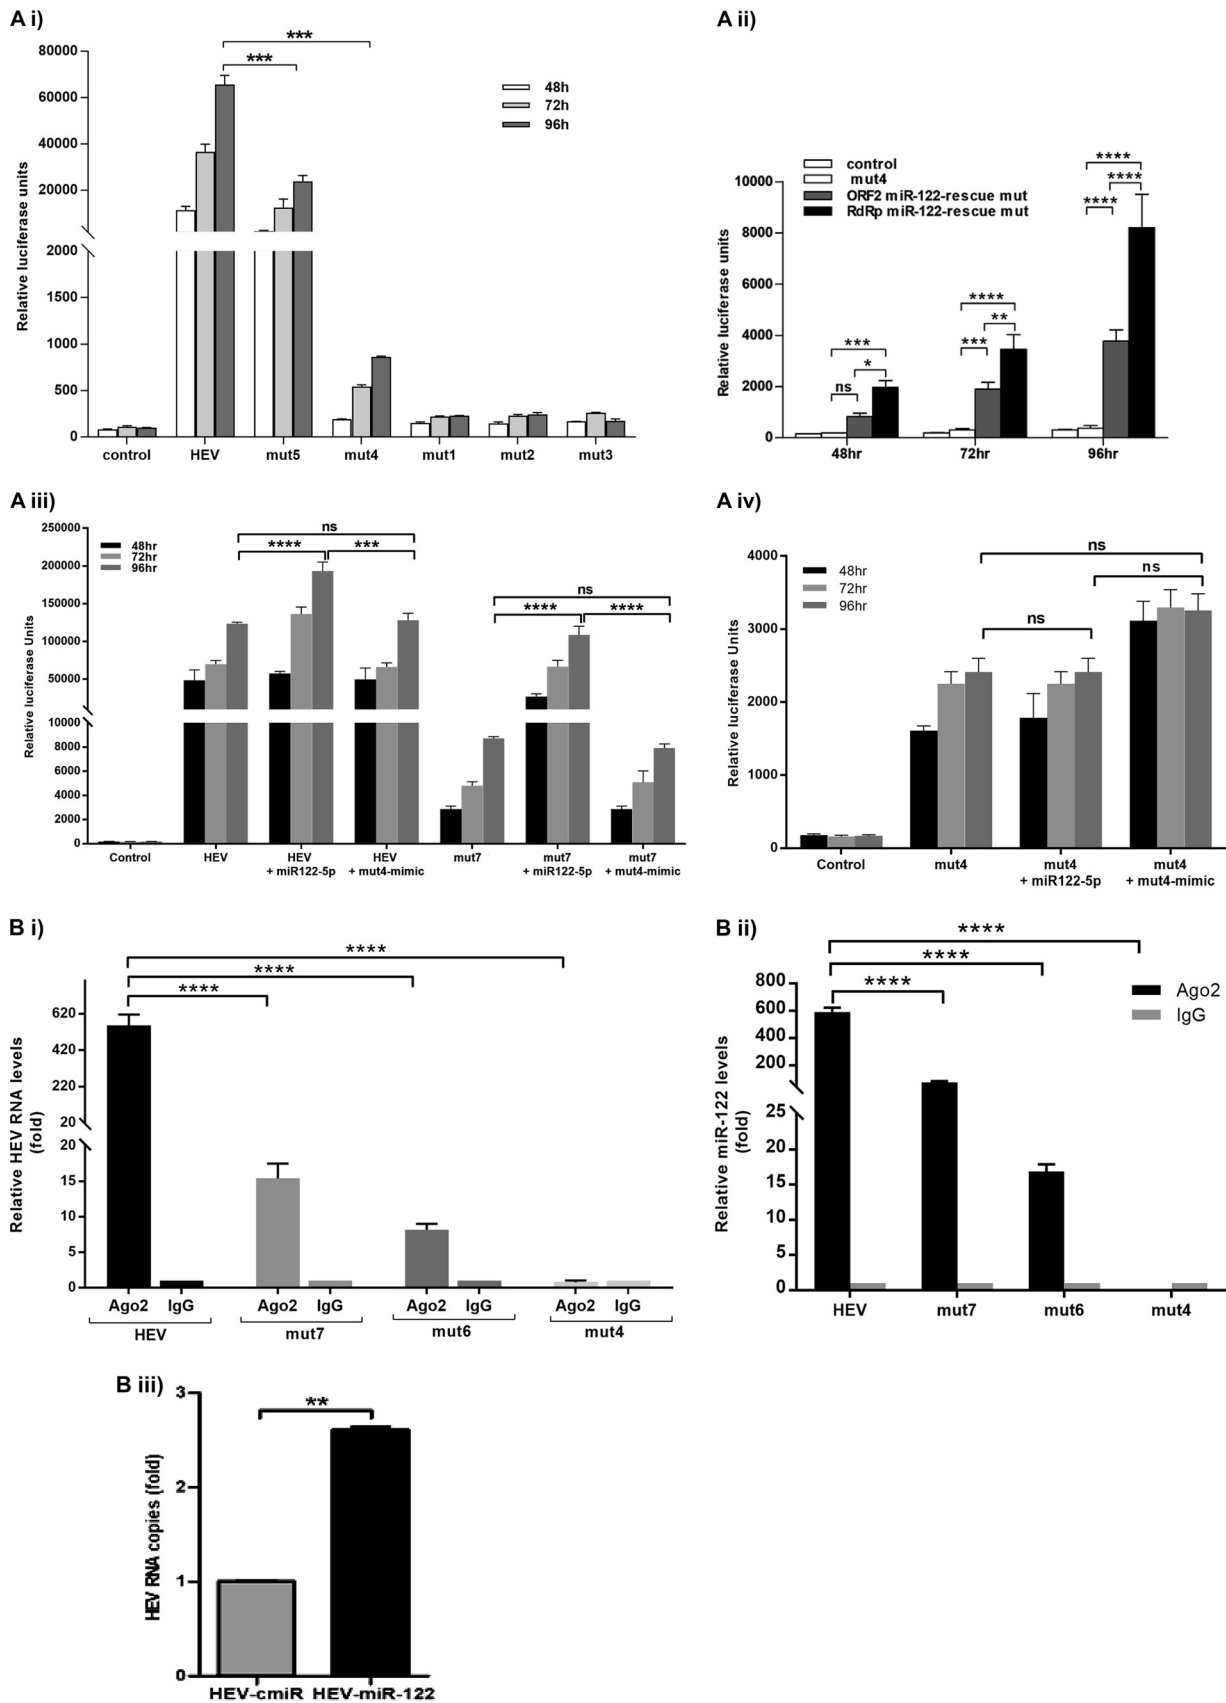 A i)
***
***
80000
60000
40000
20000
2000
1500
1000
500
0
Relative luciferase units
48h
72h
96h
control HEV mut5 mut4 mut1 mut2 mut3
A ii)
control
mut4
ORF2 miR-122-rescue mut
RdRp miR-122-rescue mut
****
****
****
****
**
***
***
*
ns
10000
8000
6000
4000
2000
0
Relative luciferase units
48hr 72hr 96hr
A iii)
48hr
72hr
96hr
ns
**** ***
ns
**** ****
250000
200000
150000
100000
50000
10000
8000
6000
4000
2000
0
Relative luciferase Units
Control HEV HEV HEV mut7 mut7 mut7
+ miR122-5p + mut4-mimic + miR122-5p + mut4-mimic
A iv)
48hr
72hr
96hr
ns
ns
ns
4000
3000
2000
1000
0
Relative luciferase Units
Control mut4 mut4 mut4
+ miR122-5p + mut4-mimic
B i)
****
****
****
620
420
220
20
20
15
10
5
0
Relative HEV RNA levels
(fold)
Ago2 IgG Ago2 IgG Ago2 IgG Ago2 IgG
HEV mut7 mut6 mut4
B ii)
****
****
****
Ago2
IgG
800
600
400
200
25
20
15
10
5
0
Relative miR-122 levels
(fold)
HEV mut7 mut6 mut4
B iii)
**
3
2
1
0
HEV RNA copies (fold)
HEV-cmiR HEV-miR-122